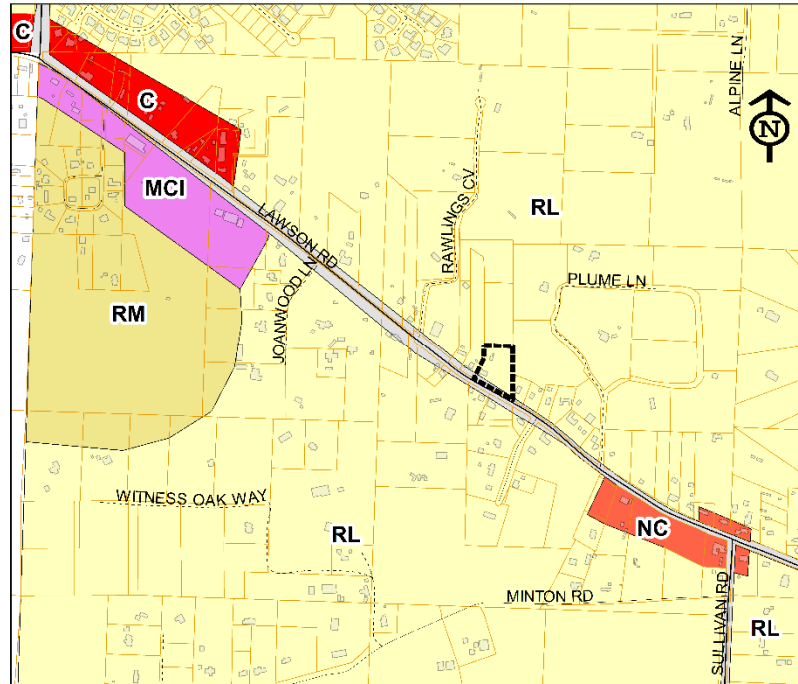 C
C
ALPINE LN
N
MCI
LAWSON RD
RAWLINGS CV
RL
PLUME LN
JOANWOOD LN
RM
WITNESS OAK WAY
RL
NC
MINTON RD
SULLIVAN RD
RL